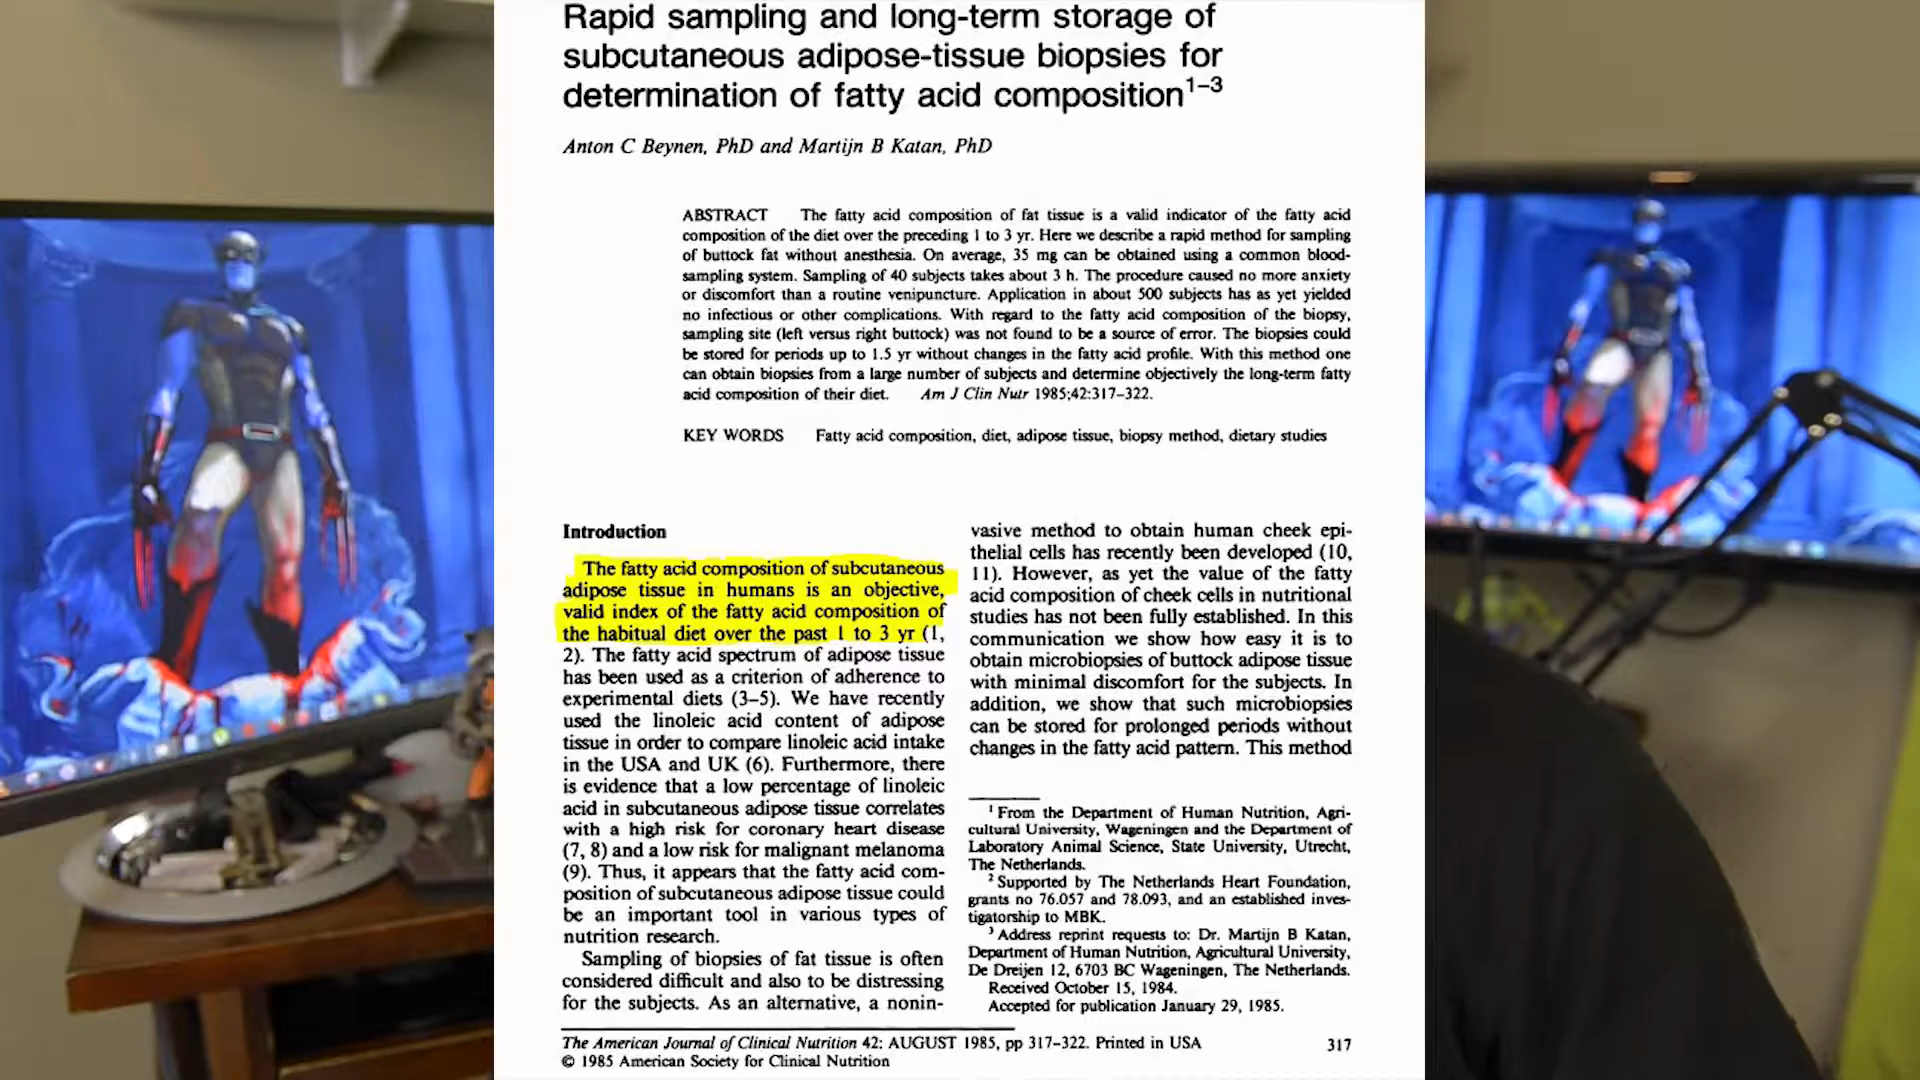 Rapid sampling and long-term storage of
subcutaneous adipose-tissue biopsies for
determination of fatty acid composition1-3
Anton C Beynen, PhD and Martijn B Katan, PhD
ABSTRACT The fatty acid composition of fat tissue is a valid indicator of the fatty acid
composition of the diet over the preceding 1 to 3 yr. Here we describe a rapid method for sampling
of buttock fat without anesthesia. On average, 35 mg can be obtained using a common blood-
sampling system. Sampling of 40 subjects takes about 3 h. The procedure caused no more anxiety
or discomfort than a routine venipuncture. Application in about 500 subjects has as yet yielded
no infectious or other complications. With regard to the fatty acid composition of the biopsy,
sampling site (left versus right buttock) was not found to be a source of error. The biopsies could
be stored for periods up to 1.5 yr without changes in the fatty acid profile. With this method one
can obtain biopsies from a large number of subjects and determine objectively the long-term fatty
acid composition of their diet. Am J Clin Nutr 1985;42:317-322.
KEY WORDS Fatty acid composition, diet, adipose tissue, biopsy method, dietary studies
Introduction
The fatty acid composition of subcutaneous
adipose tissue in humans is an objective,
valid index of the fatty acid composition of
the habitual diet over the past 1 to 3 yr (1,
2). The fatty acid spectrum of adipose tissue
has been used as a criterion of adherence to
experimental diets (3-5). We have recently
used the linoleic acid content of adipose
tissue in order to compare linoleic acid intake
in the USA and UK (6). Furthermore, there
is evidence that a low percentage of linoleic
acid in subcutaneous adipose tissue correlates
with a high risk for coronary heart disease
(7, 8) and a low risk for malignant melanoma
(9). Thus, it appears that the fatty acid com-
position of subcutaneous adipose tissue could
be an important tool in various types of
nutrition research.
Sampling of biopsies of fat tissue is often
considered difficult and also to be distressing
for the subjects. As an alternative, a nonin-
vasive method to obtain human cheek epi-
thelial cells has recently been developed (10,
11). However, as yet the value of the fatty
acid composition of cheek cells in nutritional
studies has not been fully established. In this
communication we show how easy it is to
obtain microbiopsies of buttock adipose tissue
with minimal discomfort for the subjects. In
addition, we show that such microbiopsies
can be stored for prolonged periods without
changes in the fatty acid pattern. This method
1 From the Department of Human Nutrition, Agri-
cultural University, Wageningen and the Department of
Laboratory Animal Science, State University, Utrecht,
The Netherlands.
2 Supported by The Netherlands Heart Foundation,
grants no 76.057 and 78.093, and an established inves-
tigatorship to MBK.
3 Address reprint requests to: Dr. Martijn B Katan,
Department of Human Nutrition, Agricultural University,
De Dreijen 12, 6703 BC Wageningen, The Netherlands.
Received October 15, 1984.
Accepted for publication January 29, 1985.
The American Journal of Clinical Nutrition 42: AUGUST 1985, pp 317-322. Printed in USA
317
© 1985 American Society for Clinical Nutrition